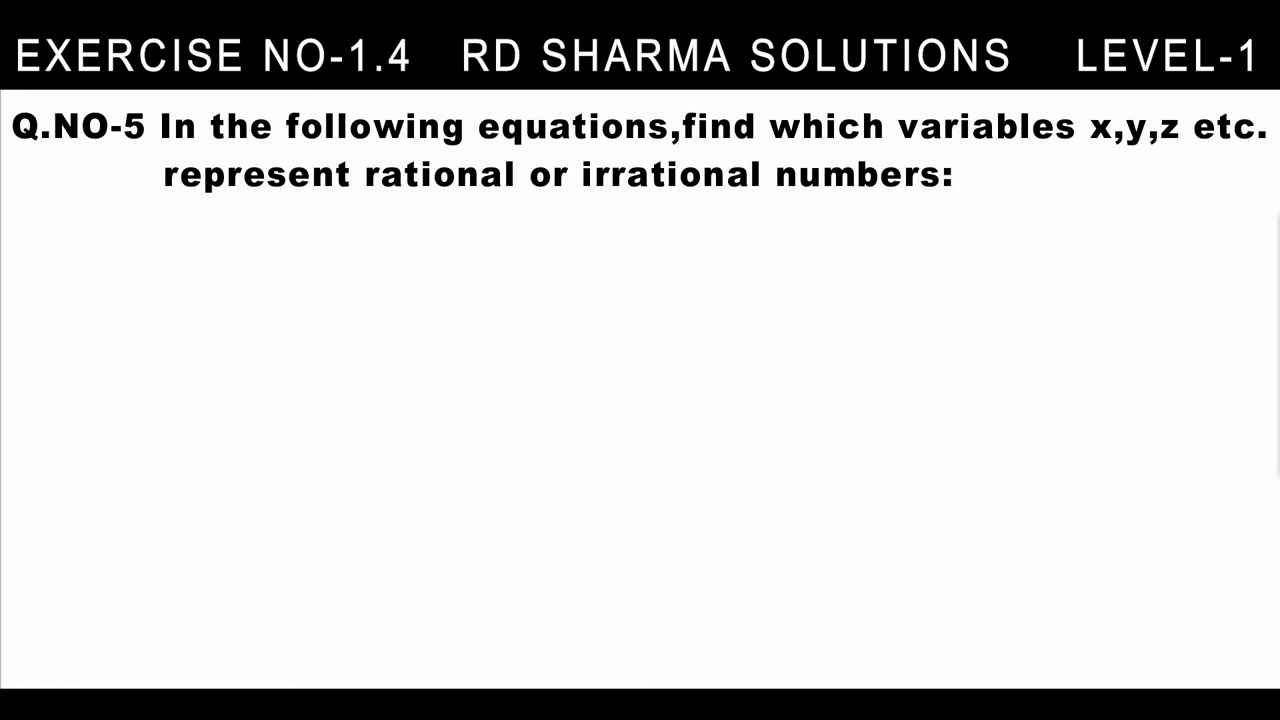 EXERCISE NO-1.4 RD SHARMA SOLUTIONS LEVEL-1
Q.NO-5 In the following equations,find which variables x,y,z etc.
represent rational or irrational numbers: